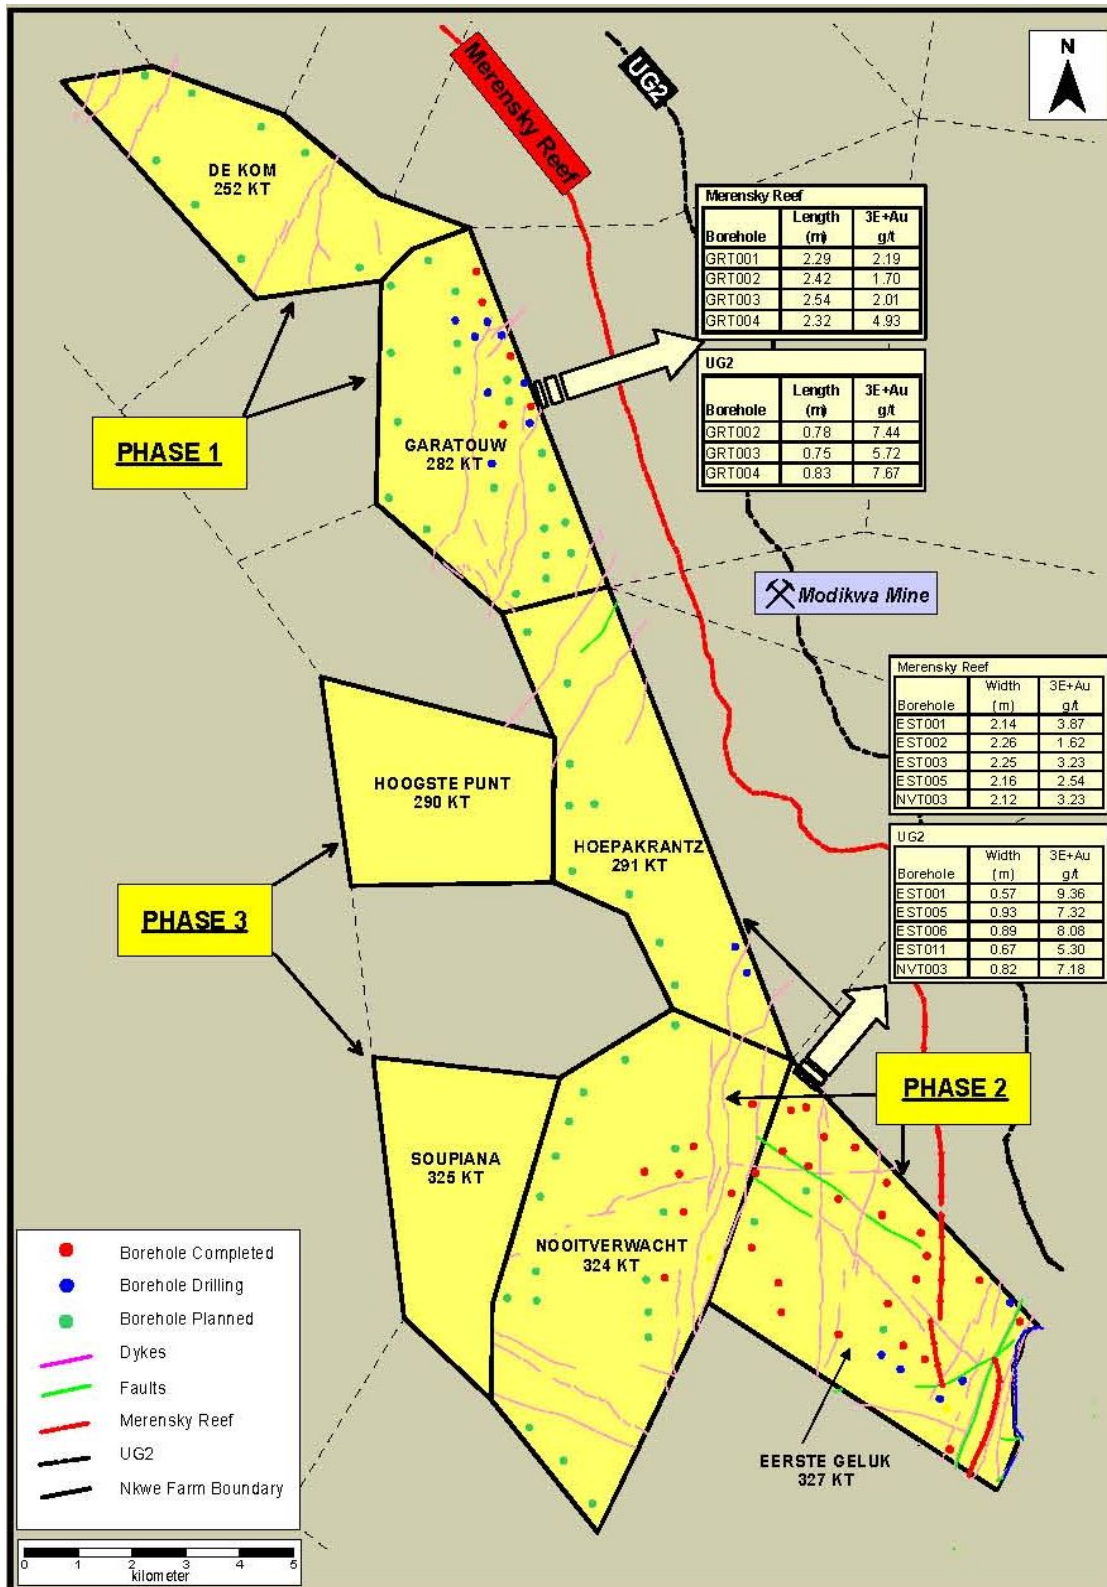 N
Merensky Reef
UG2
DE KOM
252 KT
Merensky Reef
Borehole Length (m) 3E+Au g/t
GRT001 2.29 2.19
GRT002 2.42 1.70
GRT003 2.54 2.01
GRT004 2.32 4.93
UG2
Borehole Length (m) 3E+Au g/t
GRT002 0.78 7.44
GRT003 0.75 5.72
GRT004 0.83 7.67
PHASE 1
GARATOUW
282 KT
Modikwa Mine
Merensky Reef
Borehole Width (m) 3E+Au g/t
EST001 2.14 3.87
EST002 2.26 1.62
EST003 2.25 3.23
EST005 2.16 2.54
NVT003 2.12 3.23
HOOGSTE PUNT
290 KT
HOEPAKRANTZ
291 KT
UG2
Borehole Width (m) 3E+Au g/t
EST001 0.57 9.36
EST005 0.93 7.32
EST006 0.89 8.08
EST011 0.67 5.30
NVT003 0.82 7.18
PHASE 3
PHASE 2
SOUPIANA
325 KT
NOOITVERWACHT
324 KT
EERSTE GELUK
327 KT
Borehole Completed
Borehole Drilling
Borehole Planned
Dykes
Faults
Merensky Reef
UG2
Nkwe Farm Boundary
0 1 2 3 4 5
kilometer